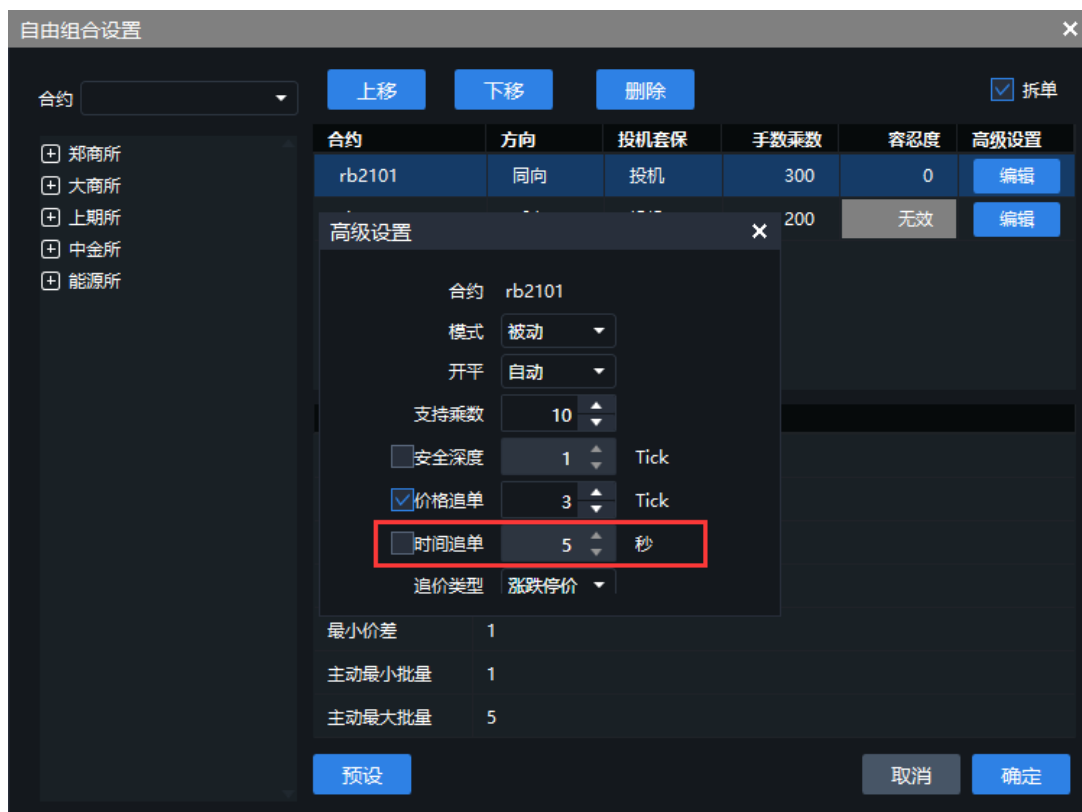 自由组合设置
合约 上移 下移 删除 拆单
郑商所
大商所
上期所
中金所
能源所
合约 方向 投机套保 手数乘数 容忍度 高级设置
rb2101 同向 投机 300 0 编辑
200 无效 编辑
高级设置
合约 rb2101
模式 被动
开平 自动
支持乘数 10
安全深度 1 Tick
价格追单 3 Tick
时间追单 5 秒
追价类型 涨跌停价
最小价差 1
主动最小批量 1
主动最大批量 5
预设 取消 确定